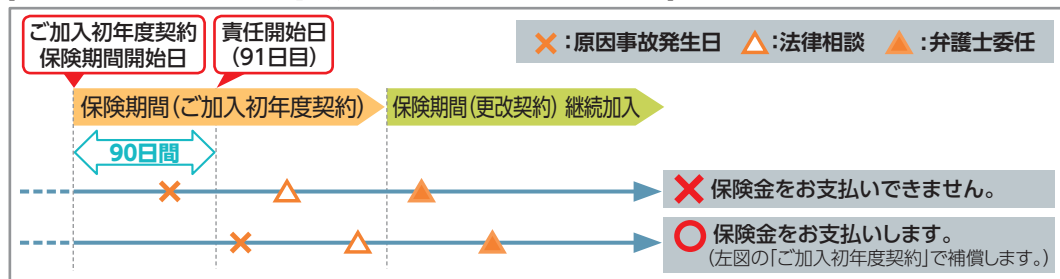 ご加入初年度契約
保険期間開始日
責任開始日
(91日目)
:原因事故発生日 :法律相談 :弁護士委任
保険期間(ご加入初年度契約)
保険期間(更改契約) 継続加入
90日間
保険金をお支払いできません。
保険金をお支払いします。
(左図の「ご加入初年度契約」で補償します。)